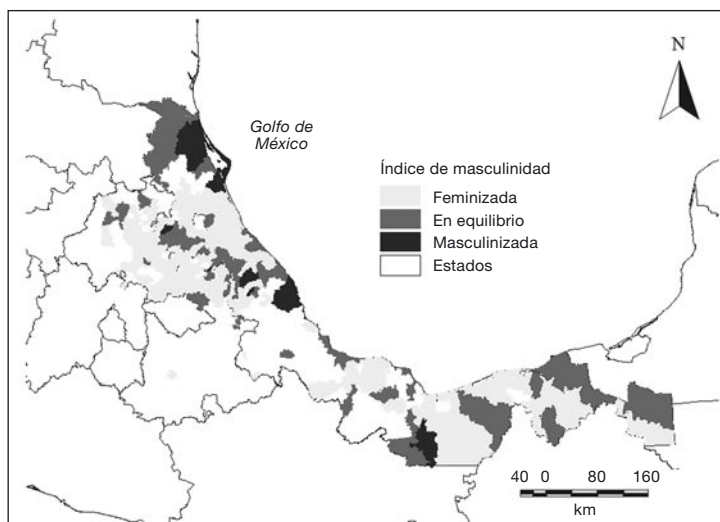 N
Golfo de
México
Índice de masculinidad
Feminizada
En equilibrio
Masculinizada
Estados
40 0 80 160
km